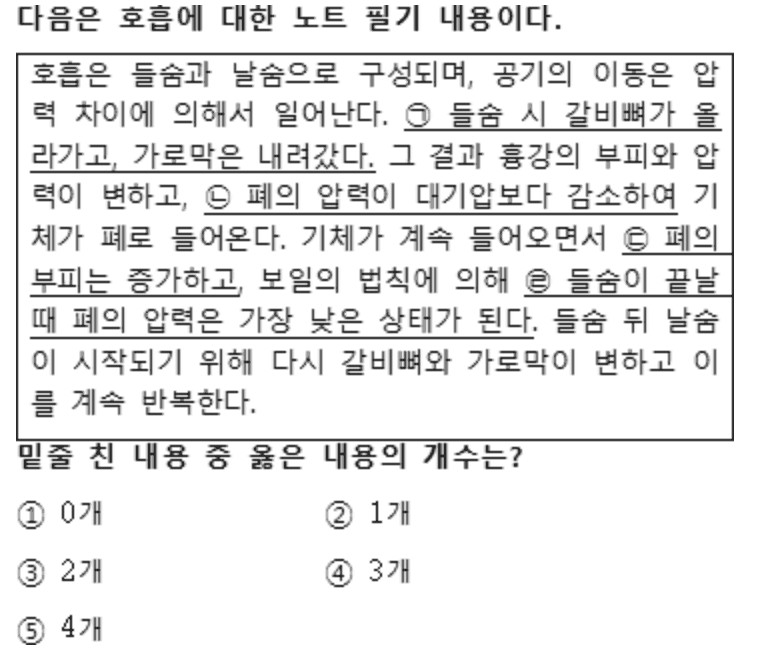 다음은 호흡에 대한 노트 필기 내용이다.
호흡은 들숨과 날숨으로 구성되며, 공기의 이동은 압
력 차이에 의해서 일어난다. ㉠ 들숨 시 갈비뼈가 올
라가고, 가로막은 내려갔다. 그 결과 흉강의 부피와 압
력이 변하고, ㉡ 폐의 압력이 대기압보다 감소하여 기
체가 폐로 들어온다. 기체가 계속 들어오면서 ㉢ 폐의
부피는 증가하고, 보일의 법칙에 의해 ㉣ 들숨이 끝날
때 폐의 압력은 가장 낮은 상태가 된다. 들숨 뒤 날숨
이 시작되기 위해 다시 갈비뼈와 가로막이 변하고 이
를 계속 반복한다.
밑줄 친 내용 중 옳은 내용의 개수는?
① 0개 ② 1개
③ 2개 ④ 3개
⑤ 4개